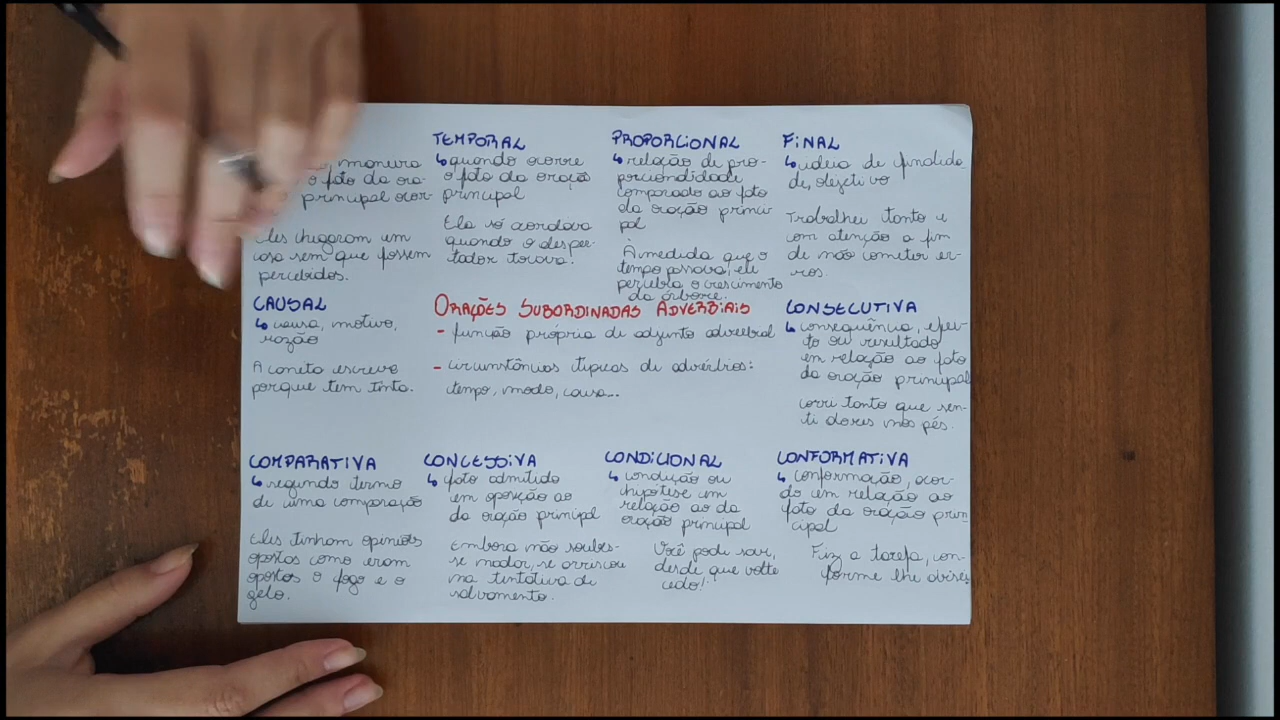 maneira
o fato da ora-
principal ocor-
Eles chegaram em
casa sem que fossem
percebidos.
TEMPORAL
↳ quando ocorre
o fato da oração
principal
Ela só acordava
quando o desper-
tador tocava.
PROPORCIONAL
↳ relação de pro-
porcionalidade
comparado ao fato
da oração princi-
pal
À medida que o
tempo passava, ele
percebia o crescimento
da árbore.
FINAL
↳ ideia de finalida-
de, objetivo
Trabalhei tanto e
com atenção a fim
de não cometer er-
ros.
CAUSAL
↳ causa, motivo,
razão
A caneta escreve
porque tem tinta.
ORAÇÕES SUBORDINADAS ADVERBIAIS
- função própria de adjunto adverbial
- circunstâncias típicas de advérbios:
tempo, modo, causa...
CONSECUTIVA
↳ consequência, efei-
to ou resultado
em relação ao fato
da oração principal
Corri tanto que sen-
ti dores nos pés.
COMPARATIVA
↳ segundo termo
de uma comparação
Eles tinham opiniões
opostas como eram
opostos o fogo e o
gelo.
CONCESSIVA
↳ fato admitido
em oposição ao
da oração principal
Embora não soubes-
se nadar, se arriscou
na tentativa de
salvamento.
CONDICIONAL
↳ condição ou
hipótese em
relação ao da
oração principal
Você pode sair,
desde que volte
cedo!
CONFORMATIVA
↳ conformação, acor-
do em relação ao
fato da oração prin-
cipal
Fiz a tarefa, con-
forme lhe avisei